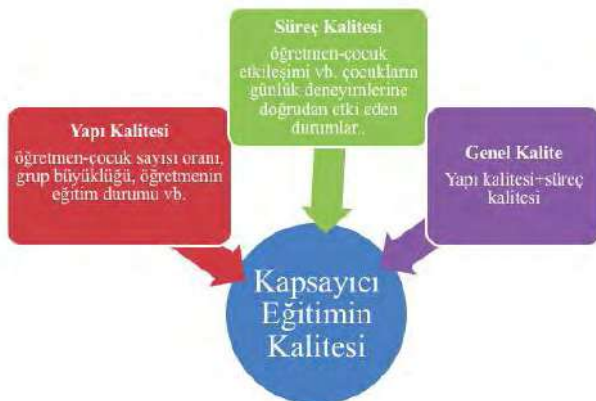 Süreç Kalitesi
öğretmen-çocuk
etkileşimi vb. çocukların
günlük deneyimlerine
doğrudan etki eden
durumlar..
Yapı Kalitesi
öğretmen-çocuk sayısı oranı,
grup büyüklüğü, öğretmenin
eğitim durumu vb.
Genel Kalite
Yapı kalitesi+süreç
kalitesi
Kapsayıcı
Eğitimin
Kalitesi